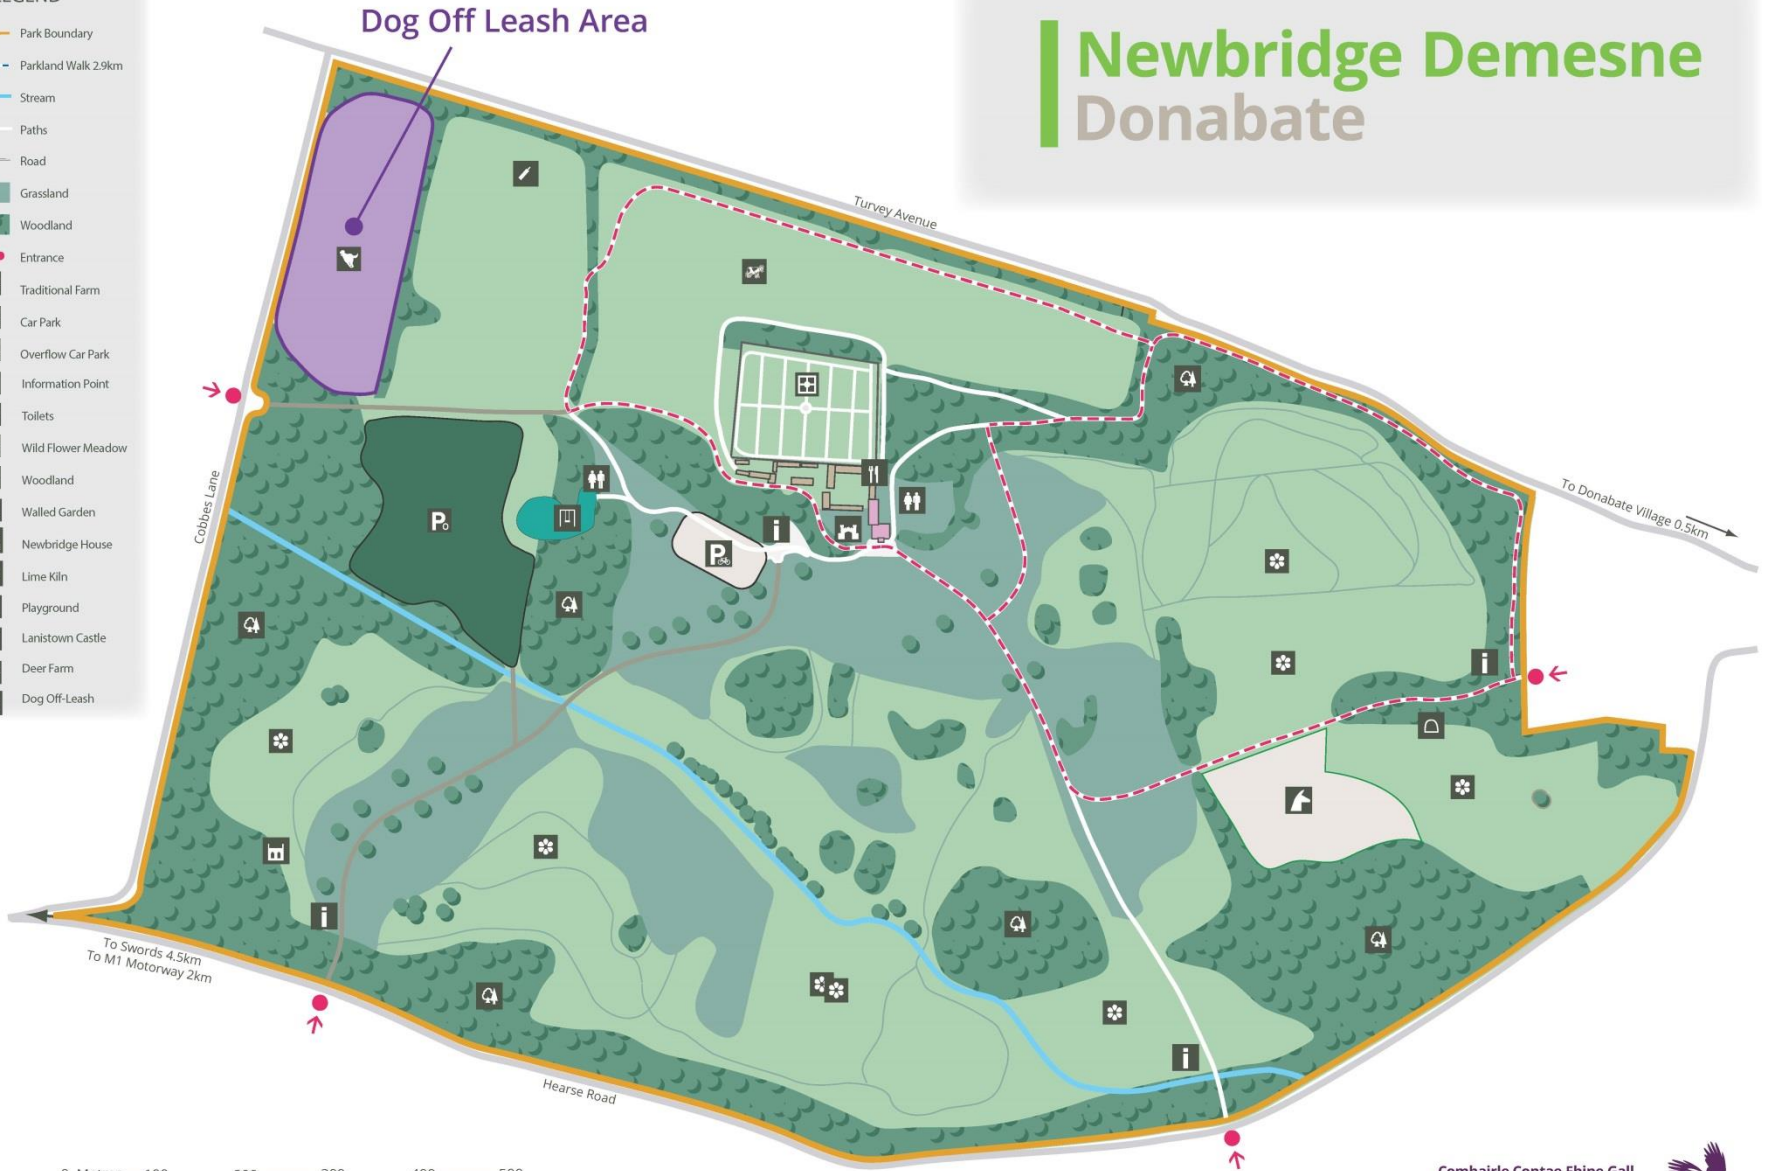 Dog Off Leash Area
Newbridge Demesne
Donabate
Park Boundary
Parkland Walk 2.9km
Stream
Paths
Road
Grassland
Woodland
Entrance
Traditional Farm
Car Park
Overflow Car Park
Information Point
Toilets
Wild Flower Meadow
Woodland
Walled Garden
Newbridge House
Lime Kiln
Playground
Lanistown Castle
Deer Farm
Dog Off-Leash
Turvey Avenue
To Donabate Village 0.5km
Cobbes Lane
Po
P
i
i
i
i
To Swords 4.5km
To M1 Motorway 2km
Hearse Road